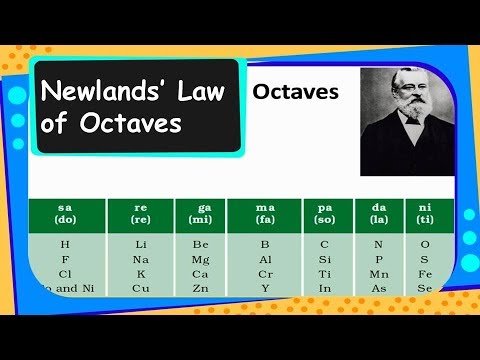 Newlands’ Law
of Octaves
Octaves
sa re ga ma pa da ni
(do) (re) (mi) (fa) (so) (la) (ti)
H Li Be B C N O
F Na Mg Al Si P S
Cl K Ca Cr Ti Mn Fe
and Ni Cu Zn Y In As Se